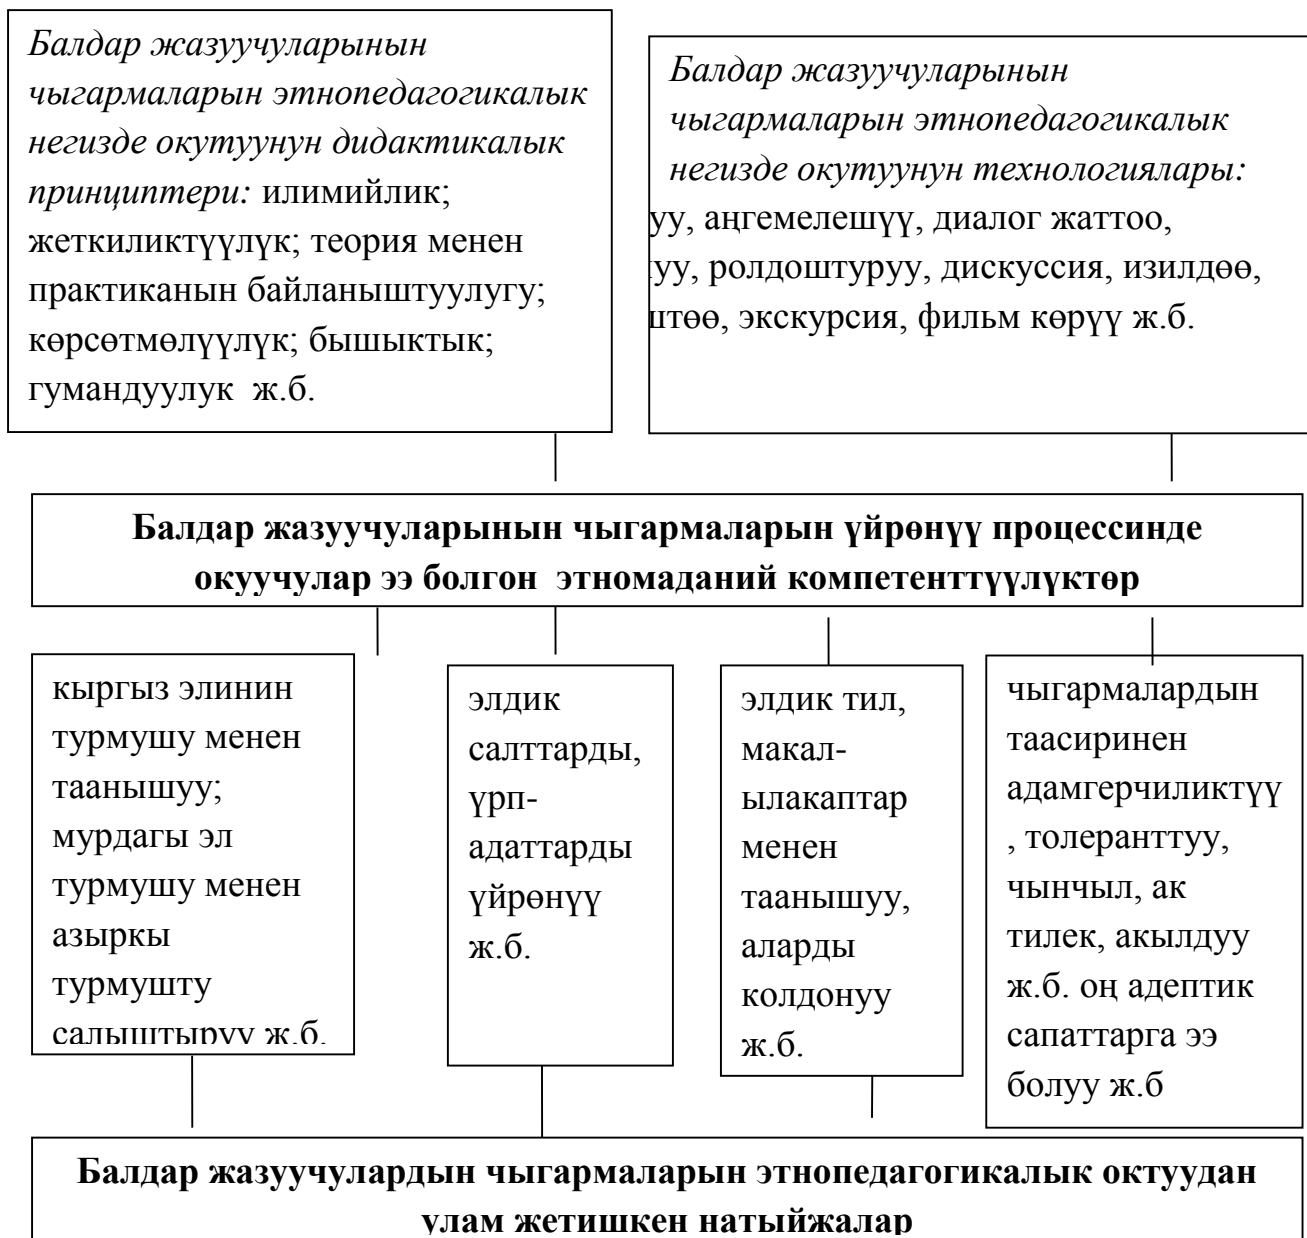 Балдар жазуучуларынын
чыгармаларын этнопедагогикалык
негизде окутуунун дидактикалык
принциптери: илимийлик;
жеткиликтүүлүк; теория менен
практиканын байланыштуулугу;
көрсөтмөлүүлүк; бышыктык;
гумандуулук ж.б.
Балдар жазуучуларынын
чыгармаларын этнопедагогикалык
негизде окутуунун технологиялары:
аңгемелешүү, диалог жаттоо,
ролдоштуруу, дискуссия, изилдөө,
экскурсия, фильм көрүү ж.б.
Балдар жазуучуларынын чыгармаларын үйрөнүү процессинде
окуучулар ээ болгон этномаданий компетенттүүлүктөр
кыргыз элинин
турмушу менен
таанышуу;
мурдагы эл
турмушу менен
азыркы
турмушту
салыштыруу ж.б.
элдик
салттарды,
үрп-
адаттарды
үйрөнүү
ж.б.
элдик тил,
макал-
ылакаптар
менен
таанышуу,
аларды
колдонуу
ж.б.
чыгармалардын
таасиринен
адамгерчиликтүү
, толеранттуу,
чынчыл, ак
тилек, акылдуу
ж.б. оң адептик
сапаттарга ээ
болуу ж.б
Балдар жазуучулардын чыгармаларын этнопедагогикалык октуудан
улам жетишкен натыйжалар